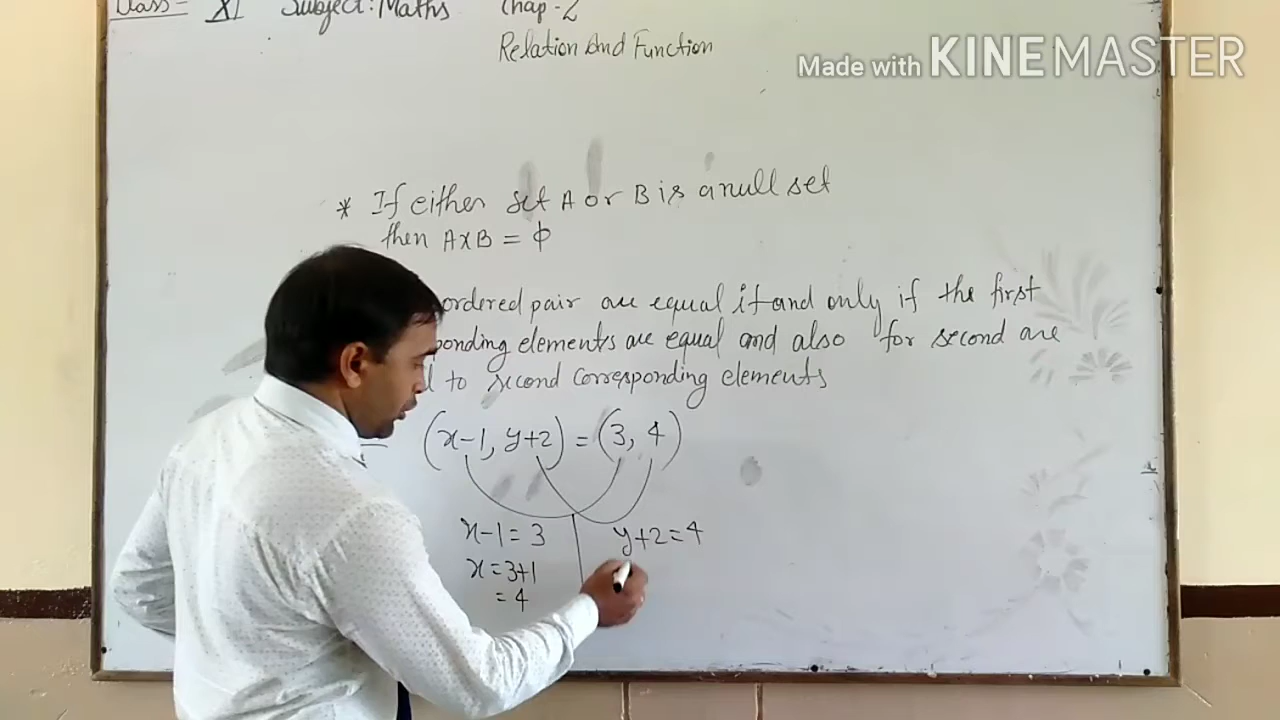 Class = XI Subject: Maths Chap-2
Relation And Function
Made with KINEMASTER
* If either set A or B is a null set
then A×B = ϕ
ordered pair are equal if and only if the first
ponding elements are equal and also for second are
l to second corresponding elements
(x-1, y+2) = (3, 4)
x-1=3 y+2=4
x=3+1
=4